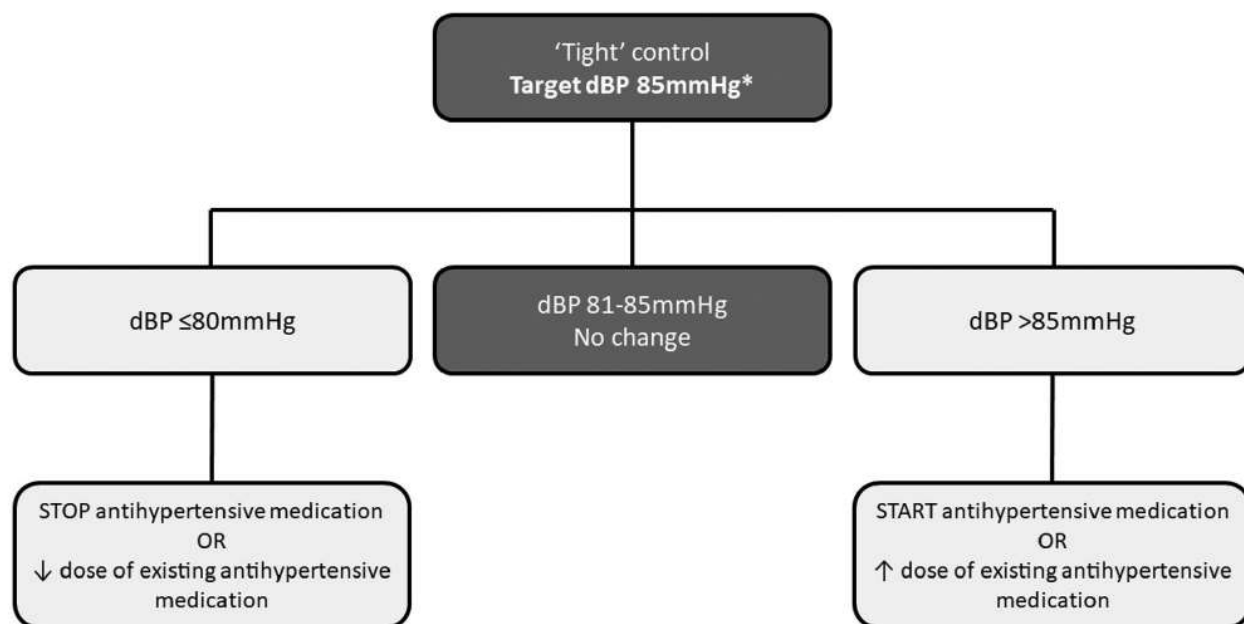 ‘Tight’ control
Target dBP 85mmHg*
dBP ≤80mmHg
dBP 81-85mmHg
No change
dBP >85mmHg
STOP antihypertensive medication
OR
↓ dose of existing antihypertensive
medication
START antihypertensive medication
OR
↑ dose of existing antihypertensive
medication